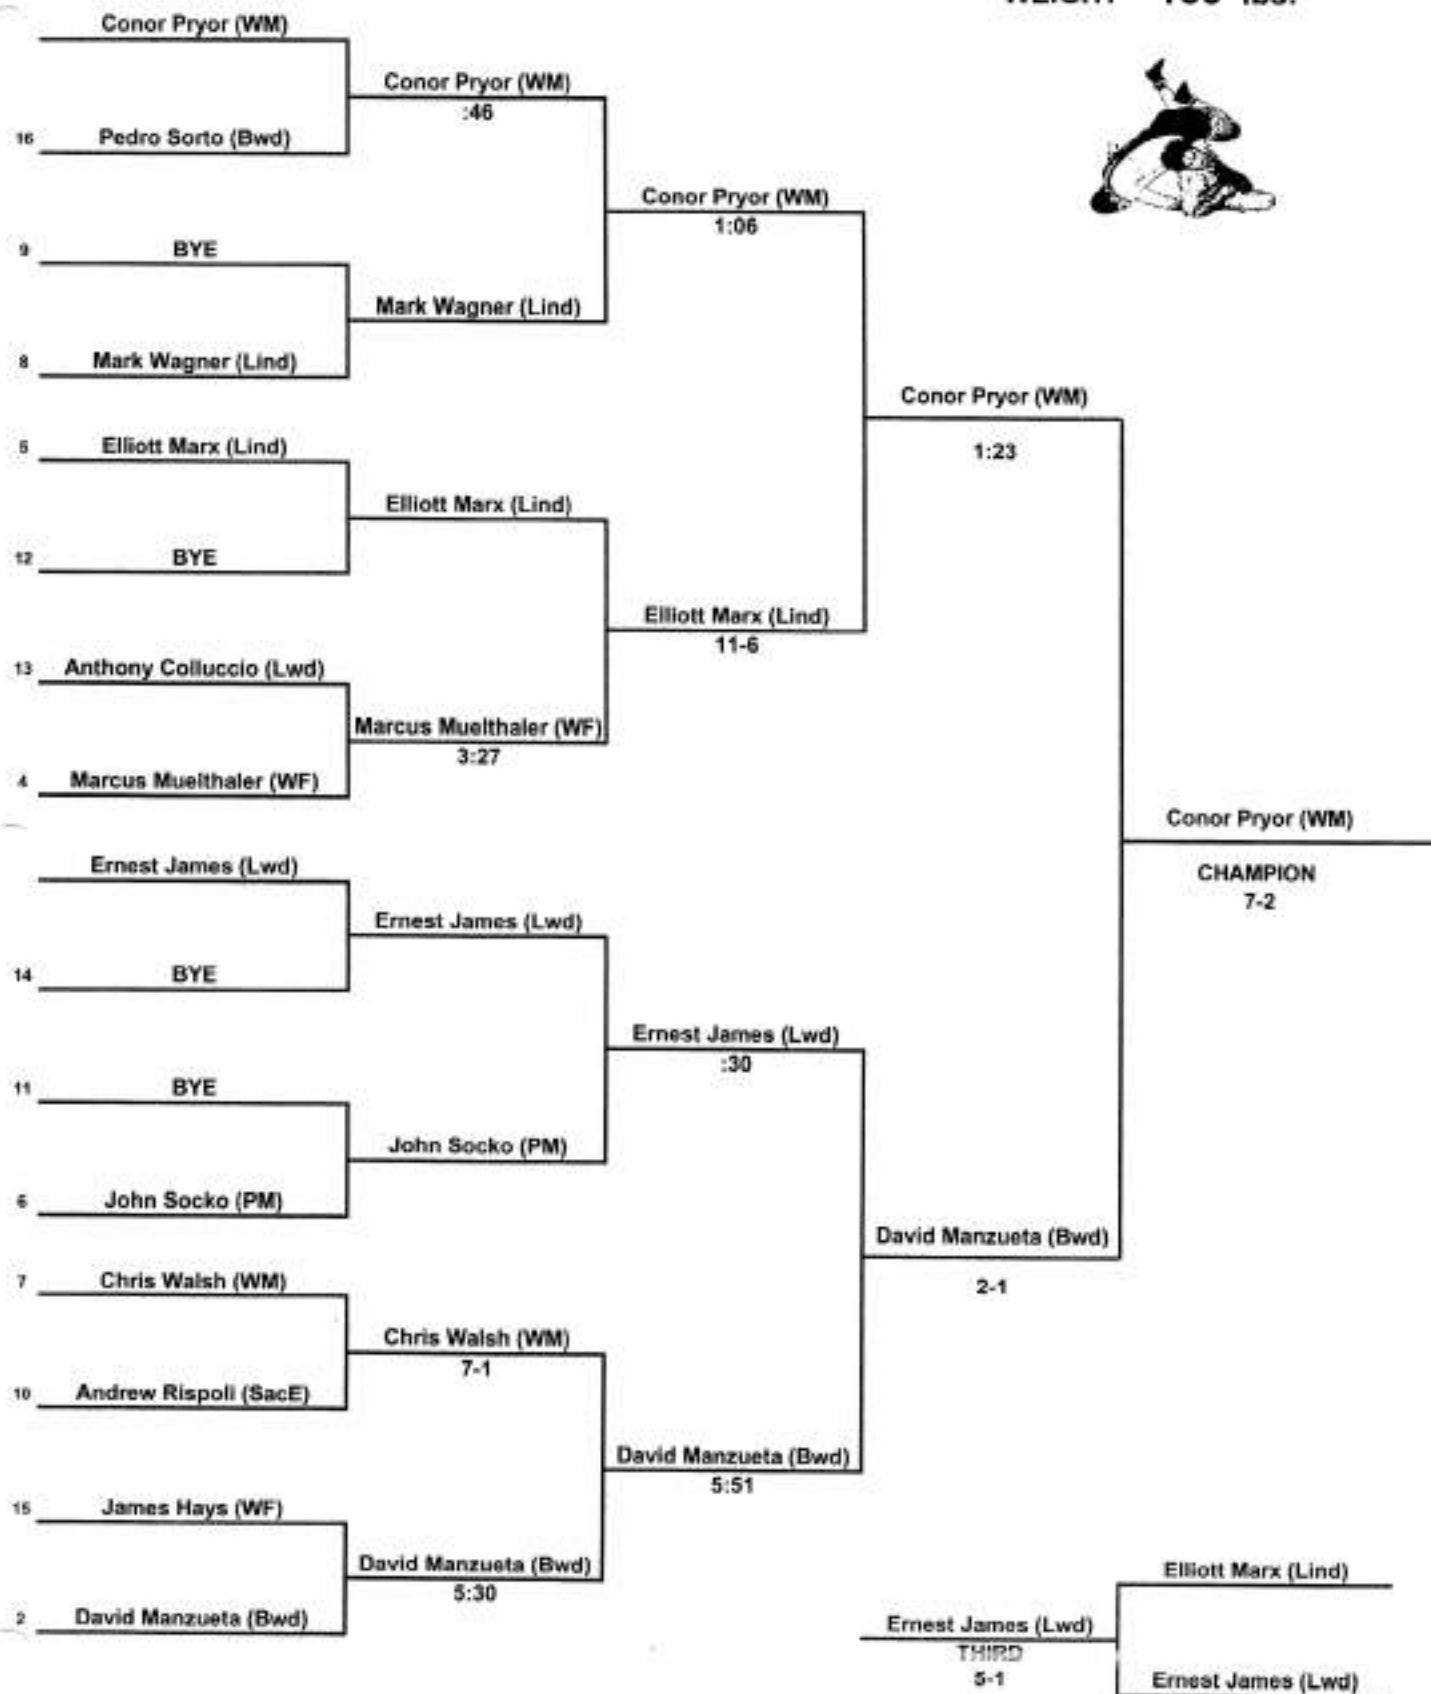 Conor Pryor (WM)
16 Pedro Sorto (Bwd)
9 BYE
8 Mark Wagner (Lind)
5 Elliott Marx (Lind)
12 BYE
13 Anthony Colluccio (Lwd)
4 Marcus Muelthaler (WF)
Ernest James (Lwd)
14 BYE
11 BYE
6 John Socko (PM)
7 Chris Walsh (WM)
10 Andrew Rispoli (SacE)
15 James Hays (WF)
2 David Manzueta (Bwd)
Conor Pryor (WM)
:46
Mark Wagner (Lind)
Elliott Marx (Lind)
Marcus Muelthaler (WF)
3:27
Ernest James (Lwd)
John Socko (PM)
Chris Walsh (WM)
7-1
David Manzueta (Bwd)
5:30
Conor Pryor (WM)
1:06
Elliott Marx (Lind)
11-6
Ernest James (Lwd)
:30
David Manzueta (Bwd)
5:51
Conor Pryor (WM)
1:23
David Manzueta (Bwd)
2-1
Conor Pryor (WM)
CHAMPION
7-2
Elliott Marx (Lind)
Ernest James (Lwd)
Ernest James (Lwd)
THIRD
5-1